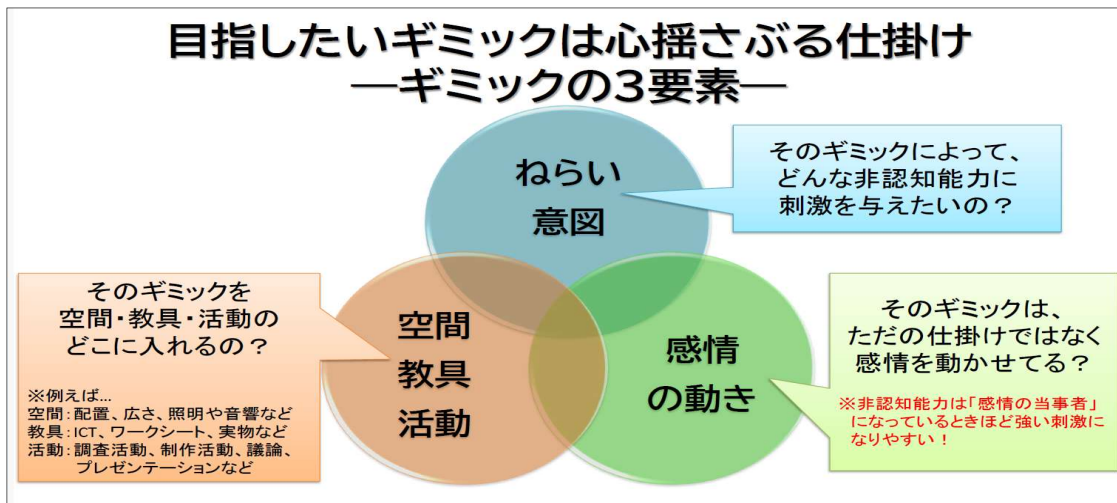 目指したいギミックは心揺さぶる仕掛け
―ギミックの3要素―
ねらい
意図
そのギミックによって、
どんな非認知能力に
刺激を与えたいの？
そのギミックを
空間・教具・活動の
どこに入れるの？
※例えば...
空間：配置、広さ、照明や音響など
教具：ICT、ワークシート、実物など
活動：調査活動、制作活動、議論、
プレゼンテーションなど
空間
教具
活動
感情
の動き
そのギミックは、
ただの仕掛けではなく
感情を動かせてる？
※非認知能力は「感情の当事者」
になっているときほど強い刺激に
なりやすい！